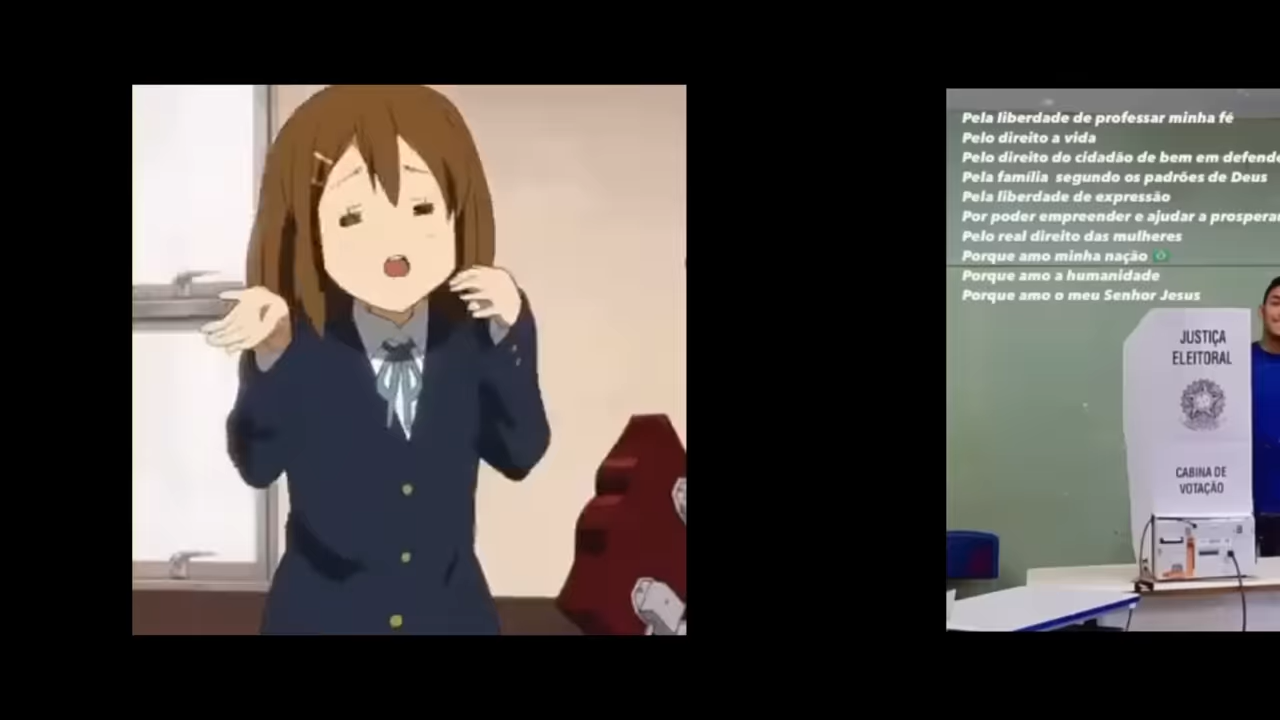 Pela liberdade de professar minha fé
Pelo direito a vida
Pelo direito do cidadão de bem em defende
Pela família segundo os padrões de Deus
Pela liberdade de expressão
Por poder empreender e ajudar a prospera
Pelo real direito das mulheres
Porque amo minha nação 🇧🇷
Porque amo a humanidade
Porque amo o meu Senhor Jesus
JUSTIÇA
ELEITORAL
CABINA DE
VOTAÇÃO